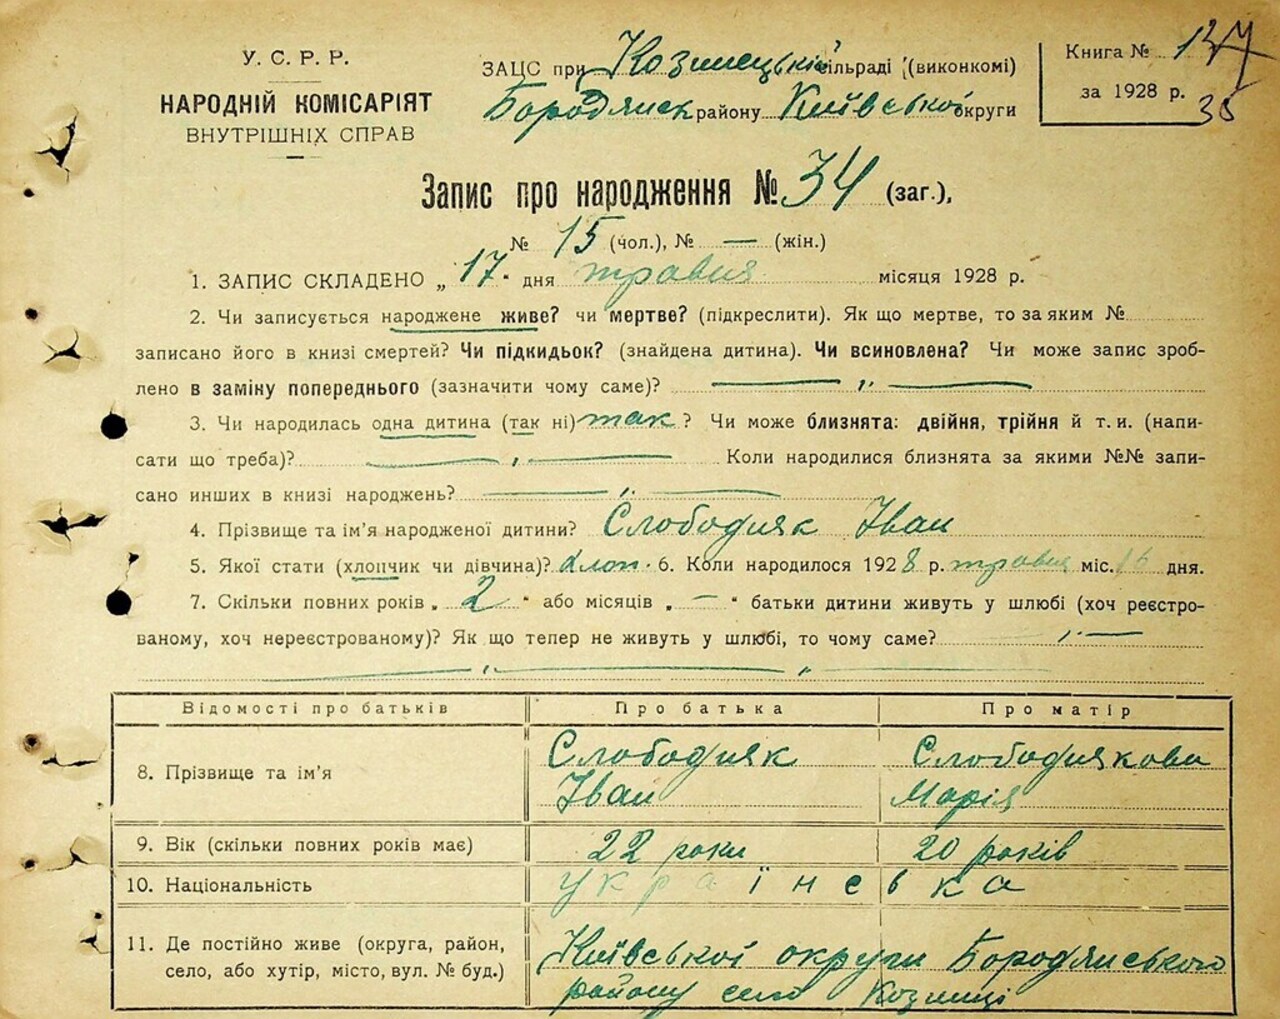 У.С.Р.Р.
НАРОДНІЙ КОМІСАРІЯТ
ВНУТРІШНІХ СПРАВ
ЗАЦС при Козинецькій сільраді (виконкомі)
Бородянськ району Київської округи
Книга № 137
за 1928 р.
38
Запис про народження № 34 (заг.),
№ 15 (чол.), № — (жін.)
1. ЗАПИС СКЛАДЕНО „ 17 “ дня травня місяця 1928 р.
2. Чи записується народжене живе? чи мертве? (підкреслити). Як що мертве, то за яким №
записано його в книзі смертей? Чи підкидьок? (знайдена дитина). Чи всиновлена? Чи може запис зроб-
лено в заміну попереднього (зазначити чому саме)? — „ —
3. Чи народилась одна дитина (так ні) так ? Чи може близнята: двійня, трійня й т. и. (напи-
сати що треба)? — „ — Коли народилися близнята за якими №№ запи-
сано инших в книзі народжень? — „ —
4. Прізвище та ім'я народженої дитини? Слободяник Іван
5. Якої стати (хлопчик чи дівчина)? хлоп. 6. Коли народилося 1928 р. травня міс. 16 дня.
7. Скільки повних років „ 2 “ або місяців „ — “ батьки дитини живуть у шлюбі (хоч реєстро-
ваному, хоч нереєстрованому)? Як що тепер не живуть у шлюбі, то чому саме? „ —
— „ — „ —
Відомості про батьків Про батька Про матір
8. Прізвище та ім'я
Слободяник
Іван
Марія
9. Вік (скільки повних років має) 22 роки 20 років
10. Національність українська
11. Де постійно живе (округа, район,
село, або хутір, місто, вул. № буд.)
Київської округи Бородянського
району село Козинці